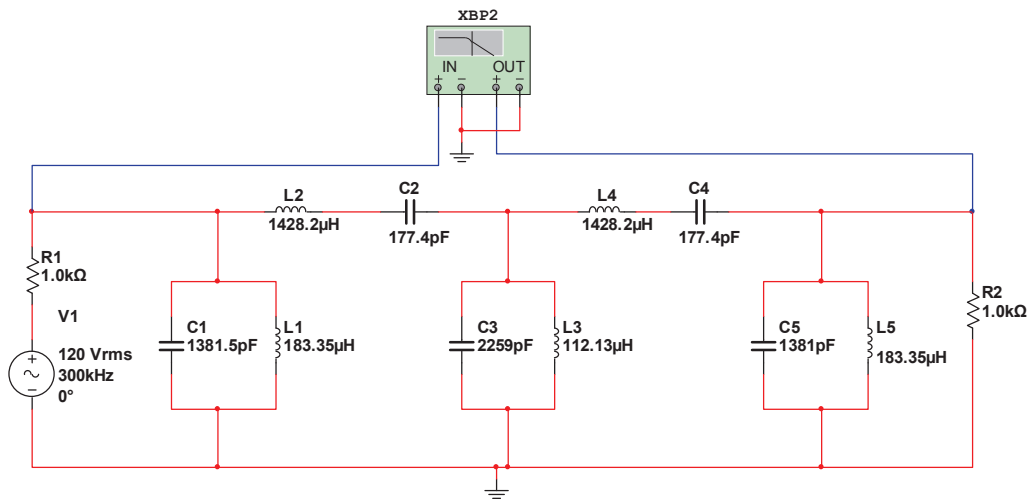 XBP2
IN OUT
+ − + −
L2
1428.2µH
C2
177.4pF
L4
1428.2µH
C4
177.4pF
R1
1.0kΩ
V1
120 Vrms
300kHz
0°
+
−
C1
1381.5pF
L1
183.35µH
C3
2259pF
L3
112.13µH
C5
1381pF
L5
183.35µH
R2
1.0kΩ